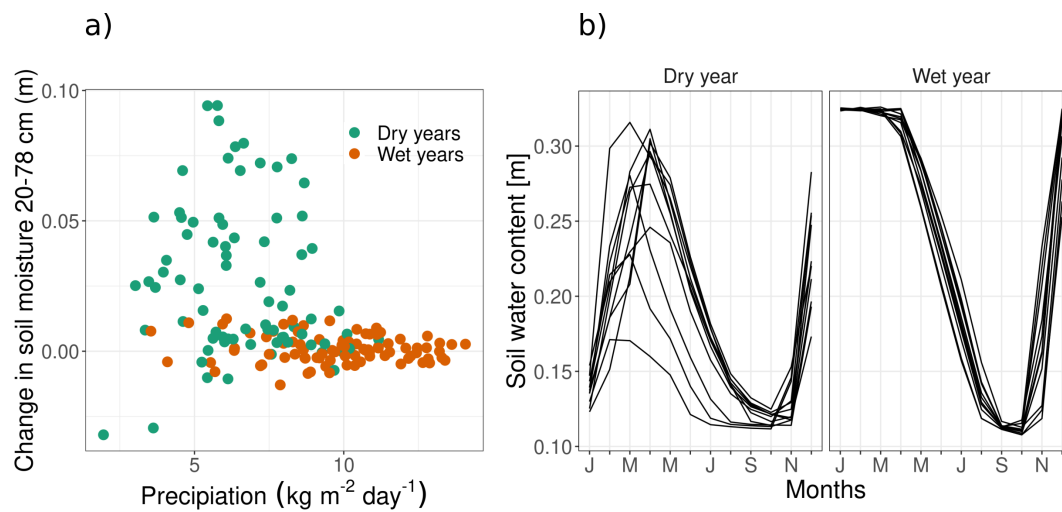 a)
Change in soil moisture 20-78 cm (m)
0.10
0.05
0.00
Dry years
Wet years
5
10
Precipiation (kg m-2 day-1)
b)
Dry year
Wet year
Soil water content [m]
0.30
0.25
0.20
0.15
0.10
J M M J S N
J M M J S N
Months